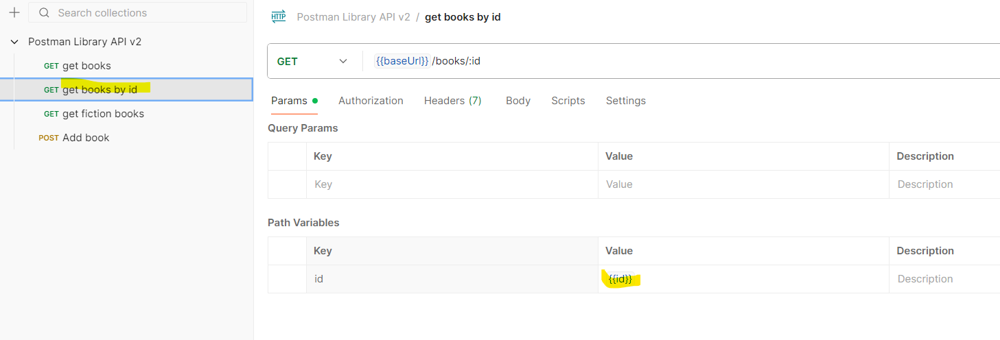 Search collections
Postman Library API v2
GET get books
GET get books by id
GET get fiction books
POST Add book
HTTP Postman Library API v2 / get books by id
GET {{baseUrl}} /books/:id
Params Authorization Headers (7) Body Scripts Settings
Query Params
Key Value Description
Key Value Description
Path Variables
Key Value Description
id {{id}} Description